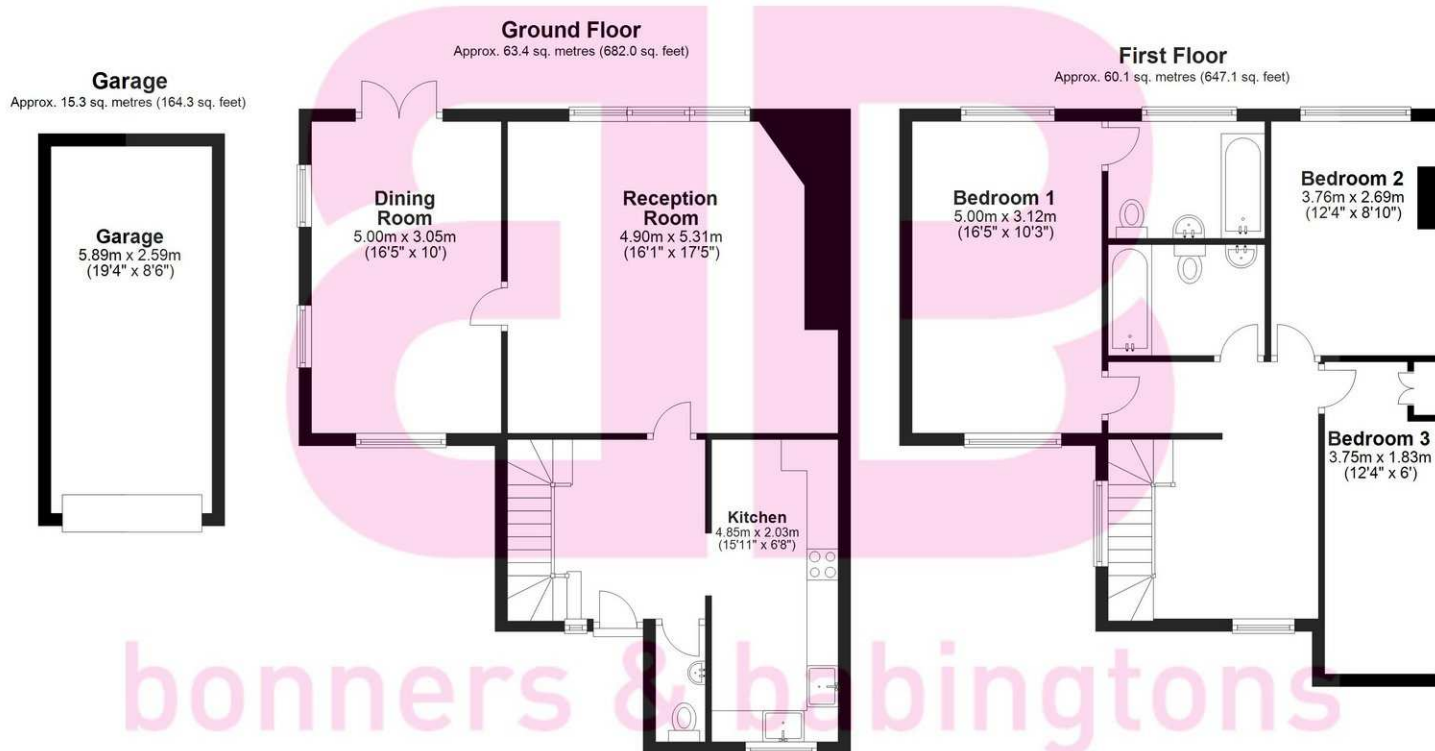 Ground Floor
Approx. 63.4 sq. metres (682.0 sq. feet)
First Floor
Approx. 60.1 sq. metres (647.1 sq. feet)
Garage
Approx. 15.3 sq. metres (164.3 sq. feet)
Garage
5.89m x 2.59m
(19'4" x 8'6")
Dining
Room
5.00m x 3.05m
(16'5" x 10')
Reception
Room
4.90m x 5.31m
(16'1" x 17'5")
Kitchen
4.85m x 2.03m
(15'11" x 6'8")
Bedroom 1
5.00m x 3.12m
(16'5" x 10'3")
Bedroom 2
3.76m x 2.69m
(12'4" x 8'10")
Bedroom 3
3.75m x 1.83m
(12'4" x 6')
aB
bonners & babingtons